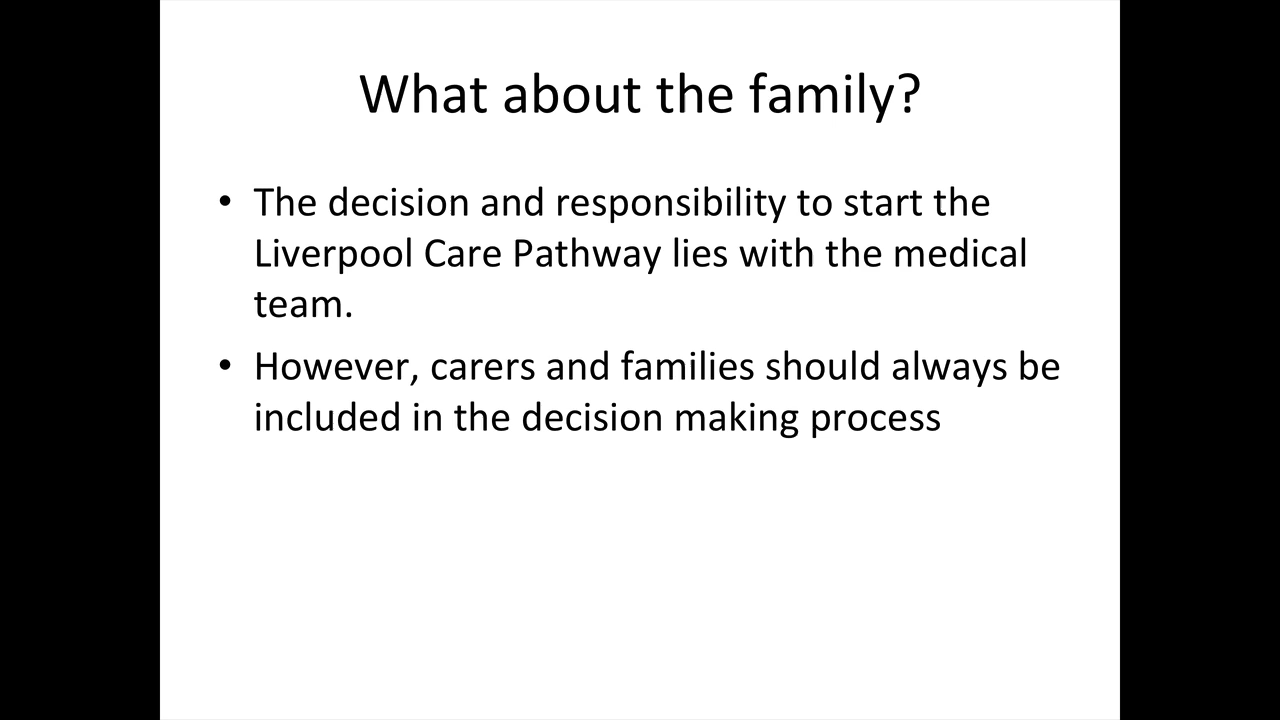 What about the family?
• The decision and responsibility to start the
Liverpool Care Pathway lies with the medical
team.
• However, carers and families should always be
included in the decision making process